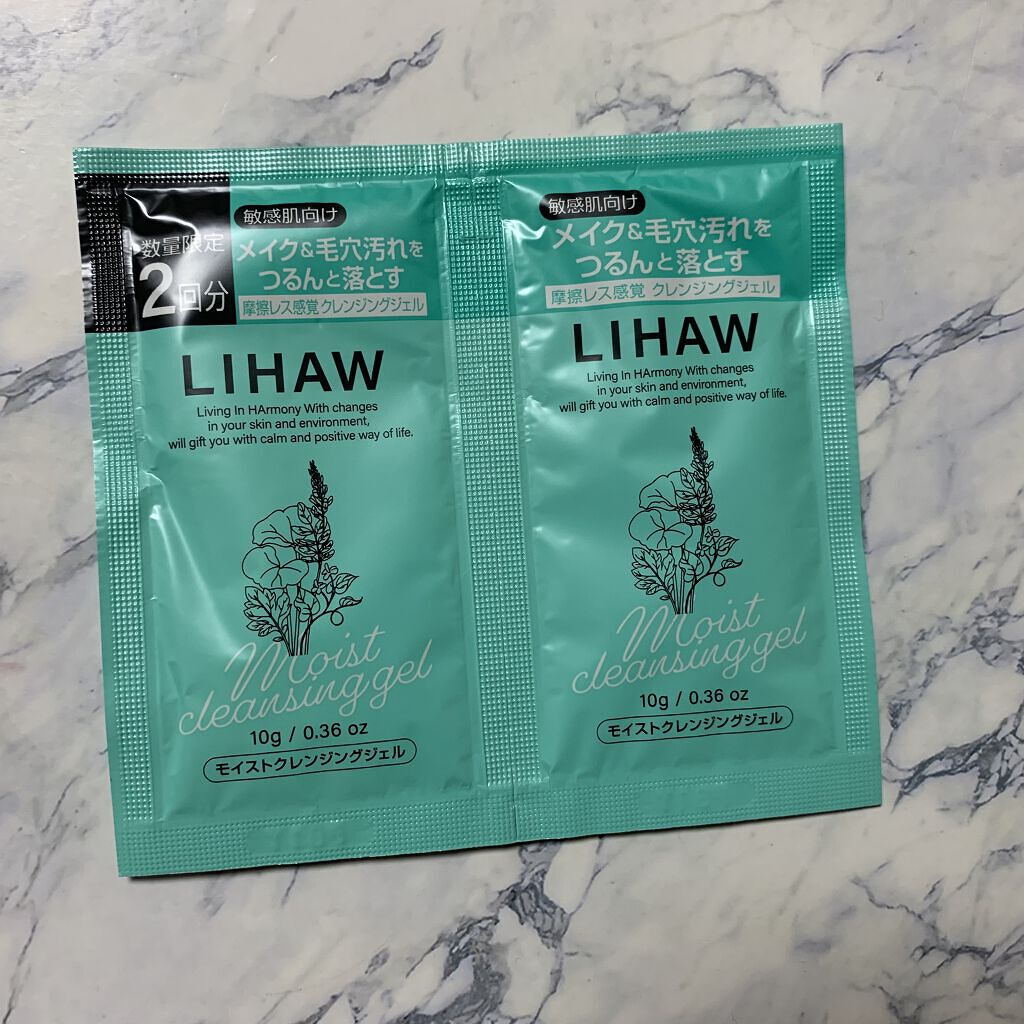 数量限定
2回分
敏感肌向け
メイク&毛穴汚れを
つるんと落とす
摩擦レス感覚 クレンジングジェル
LIHAW
Living In HArmony With changes
in your skin and environment,
will gift you with calm and positive way of life.
Moist
cleansing gel
10g / 0.36 oz
モイストクレンジングジェル
敏感肌向け
メイク&毛穴汚れを
つるんと落とす
摩擦レス感覚 クレンジングジェル
LIHAW
Living In HArmony With changes
in your skin and environment,
will gift you with calm and positive way of life.
Moist
cleansing gel
10g / 0.36 oz
モイストクレンジングジェル